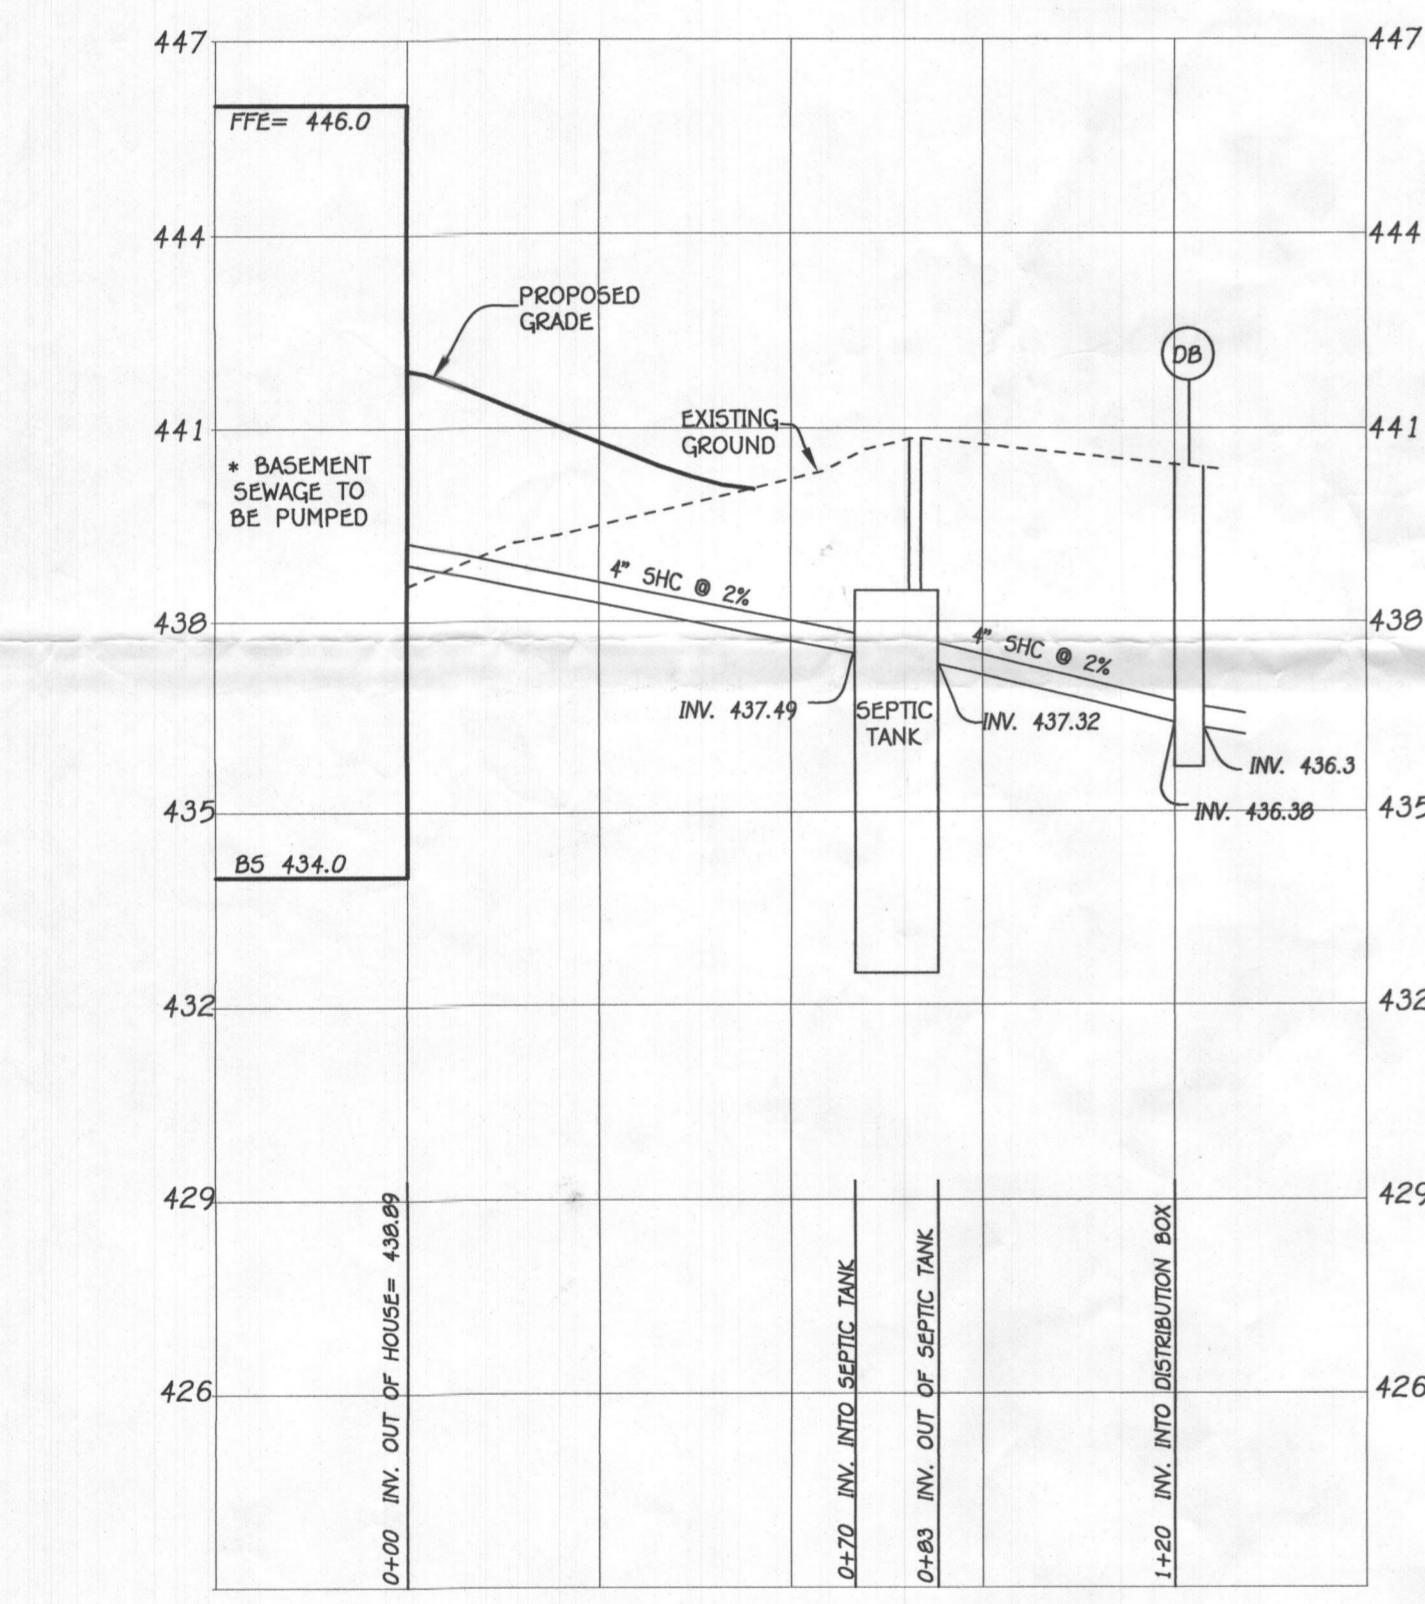 447
447
FFE= 446.0
444
444
PROPOSED
GRADE
DB
441
441
EXISTING
GROUND
* BASEMENT
SEWAGE TO
BE PUMPED
4" SHC @ 2%
438
438
4" SHC @ 2%
INV. 437.49
SEPTIC
TANK
INV. 437.32
INV. 436.3
INV. 436.38
435
435
BS 434.0
432
432
429
429
426
426
0+00 INV. OUT OF HOUSE= 438.89
0+70 INV. INTO SEPTIC TANK
0+83 INV. OUT OF SEPTIC TANK
1+20 INV. INTO DISTRIBUTION BOX